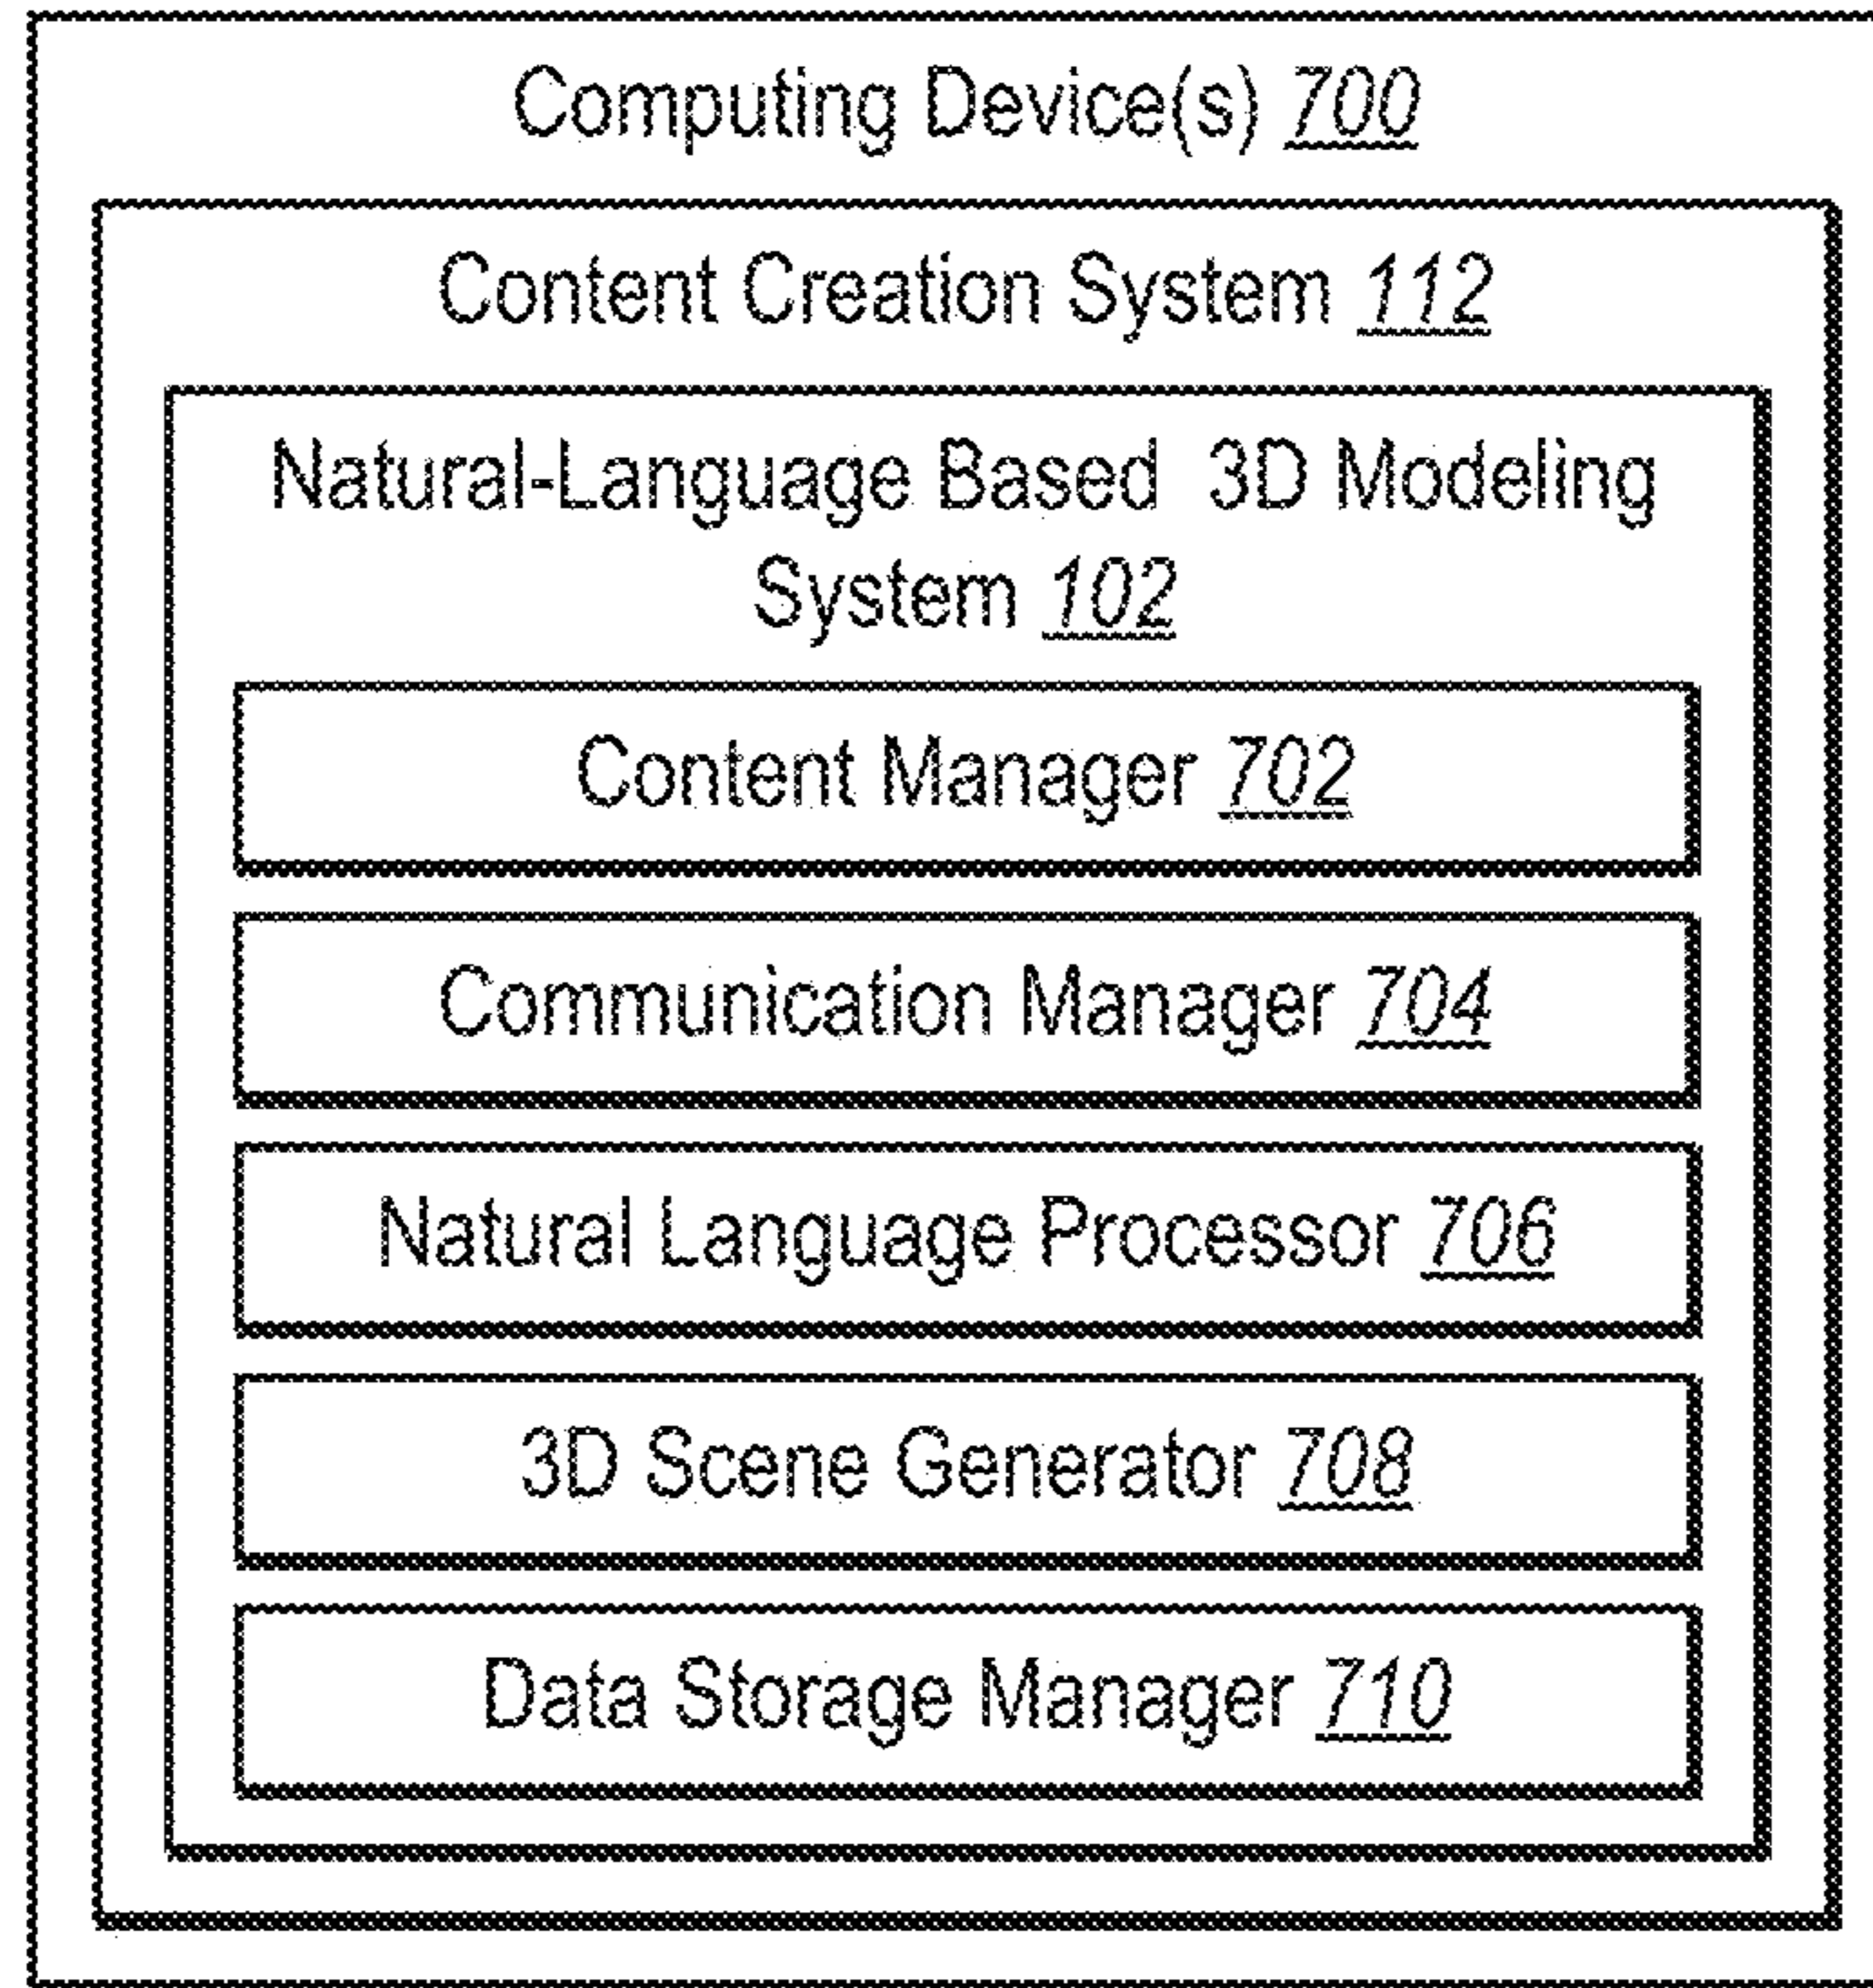 Computing Device(s) 700
Content Creation System 112
Natural-Language Based 3D Modeling
System 102
Content Manager 702
Communication Manager 704
Natural Language Processor 706
3D Scene Generator 708
Data Storage Manager 710